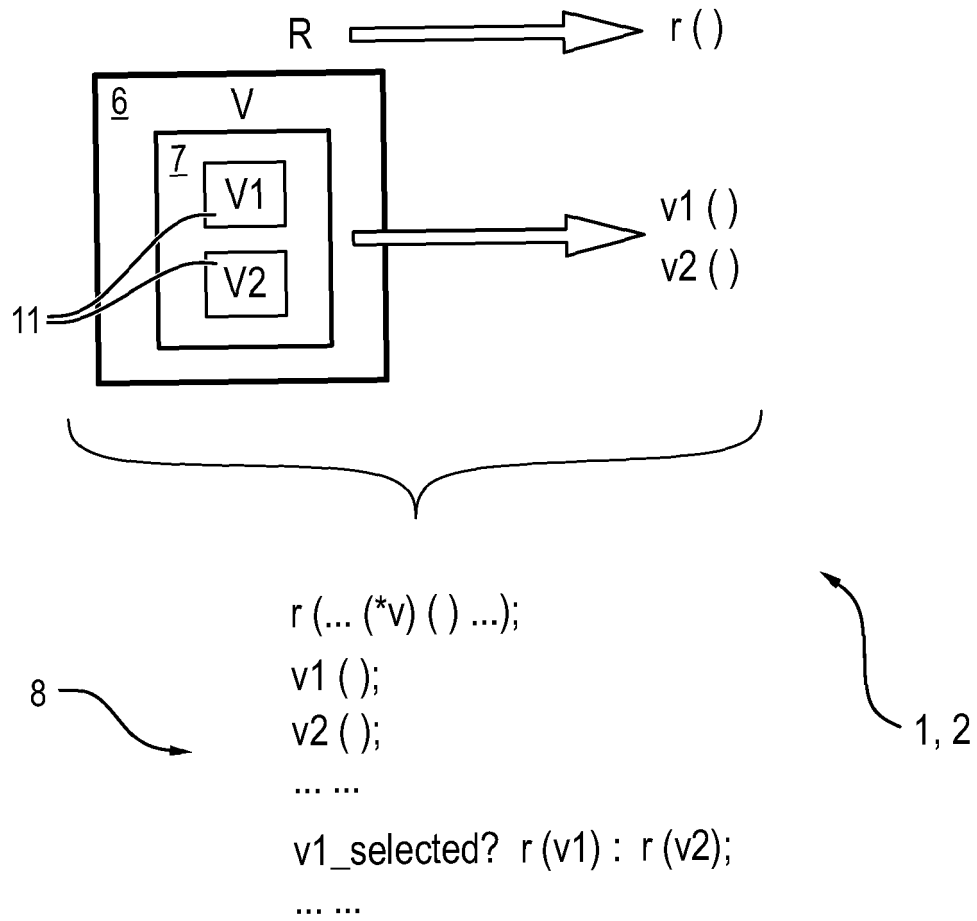 R r ( )
6 V
7
V1
v1 ( )
V2
v2 ( )
11
r (... (*v) ( ) ...);
v1 ( );
8
v2 ( );
1, 2
... ...
v1_selected? r (v1) : r (v2);
... ...